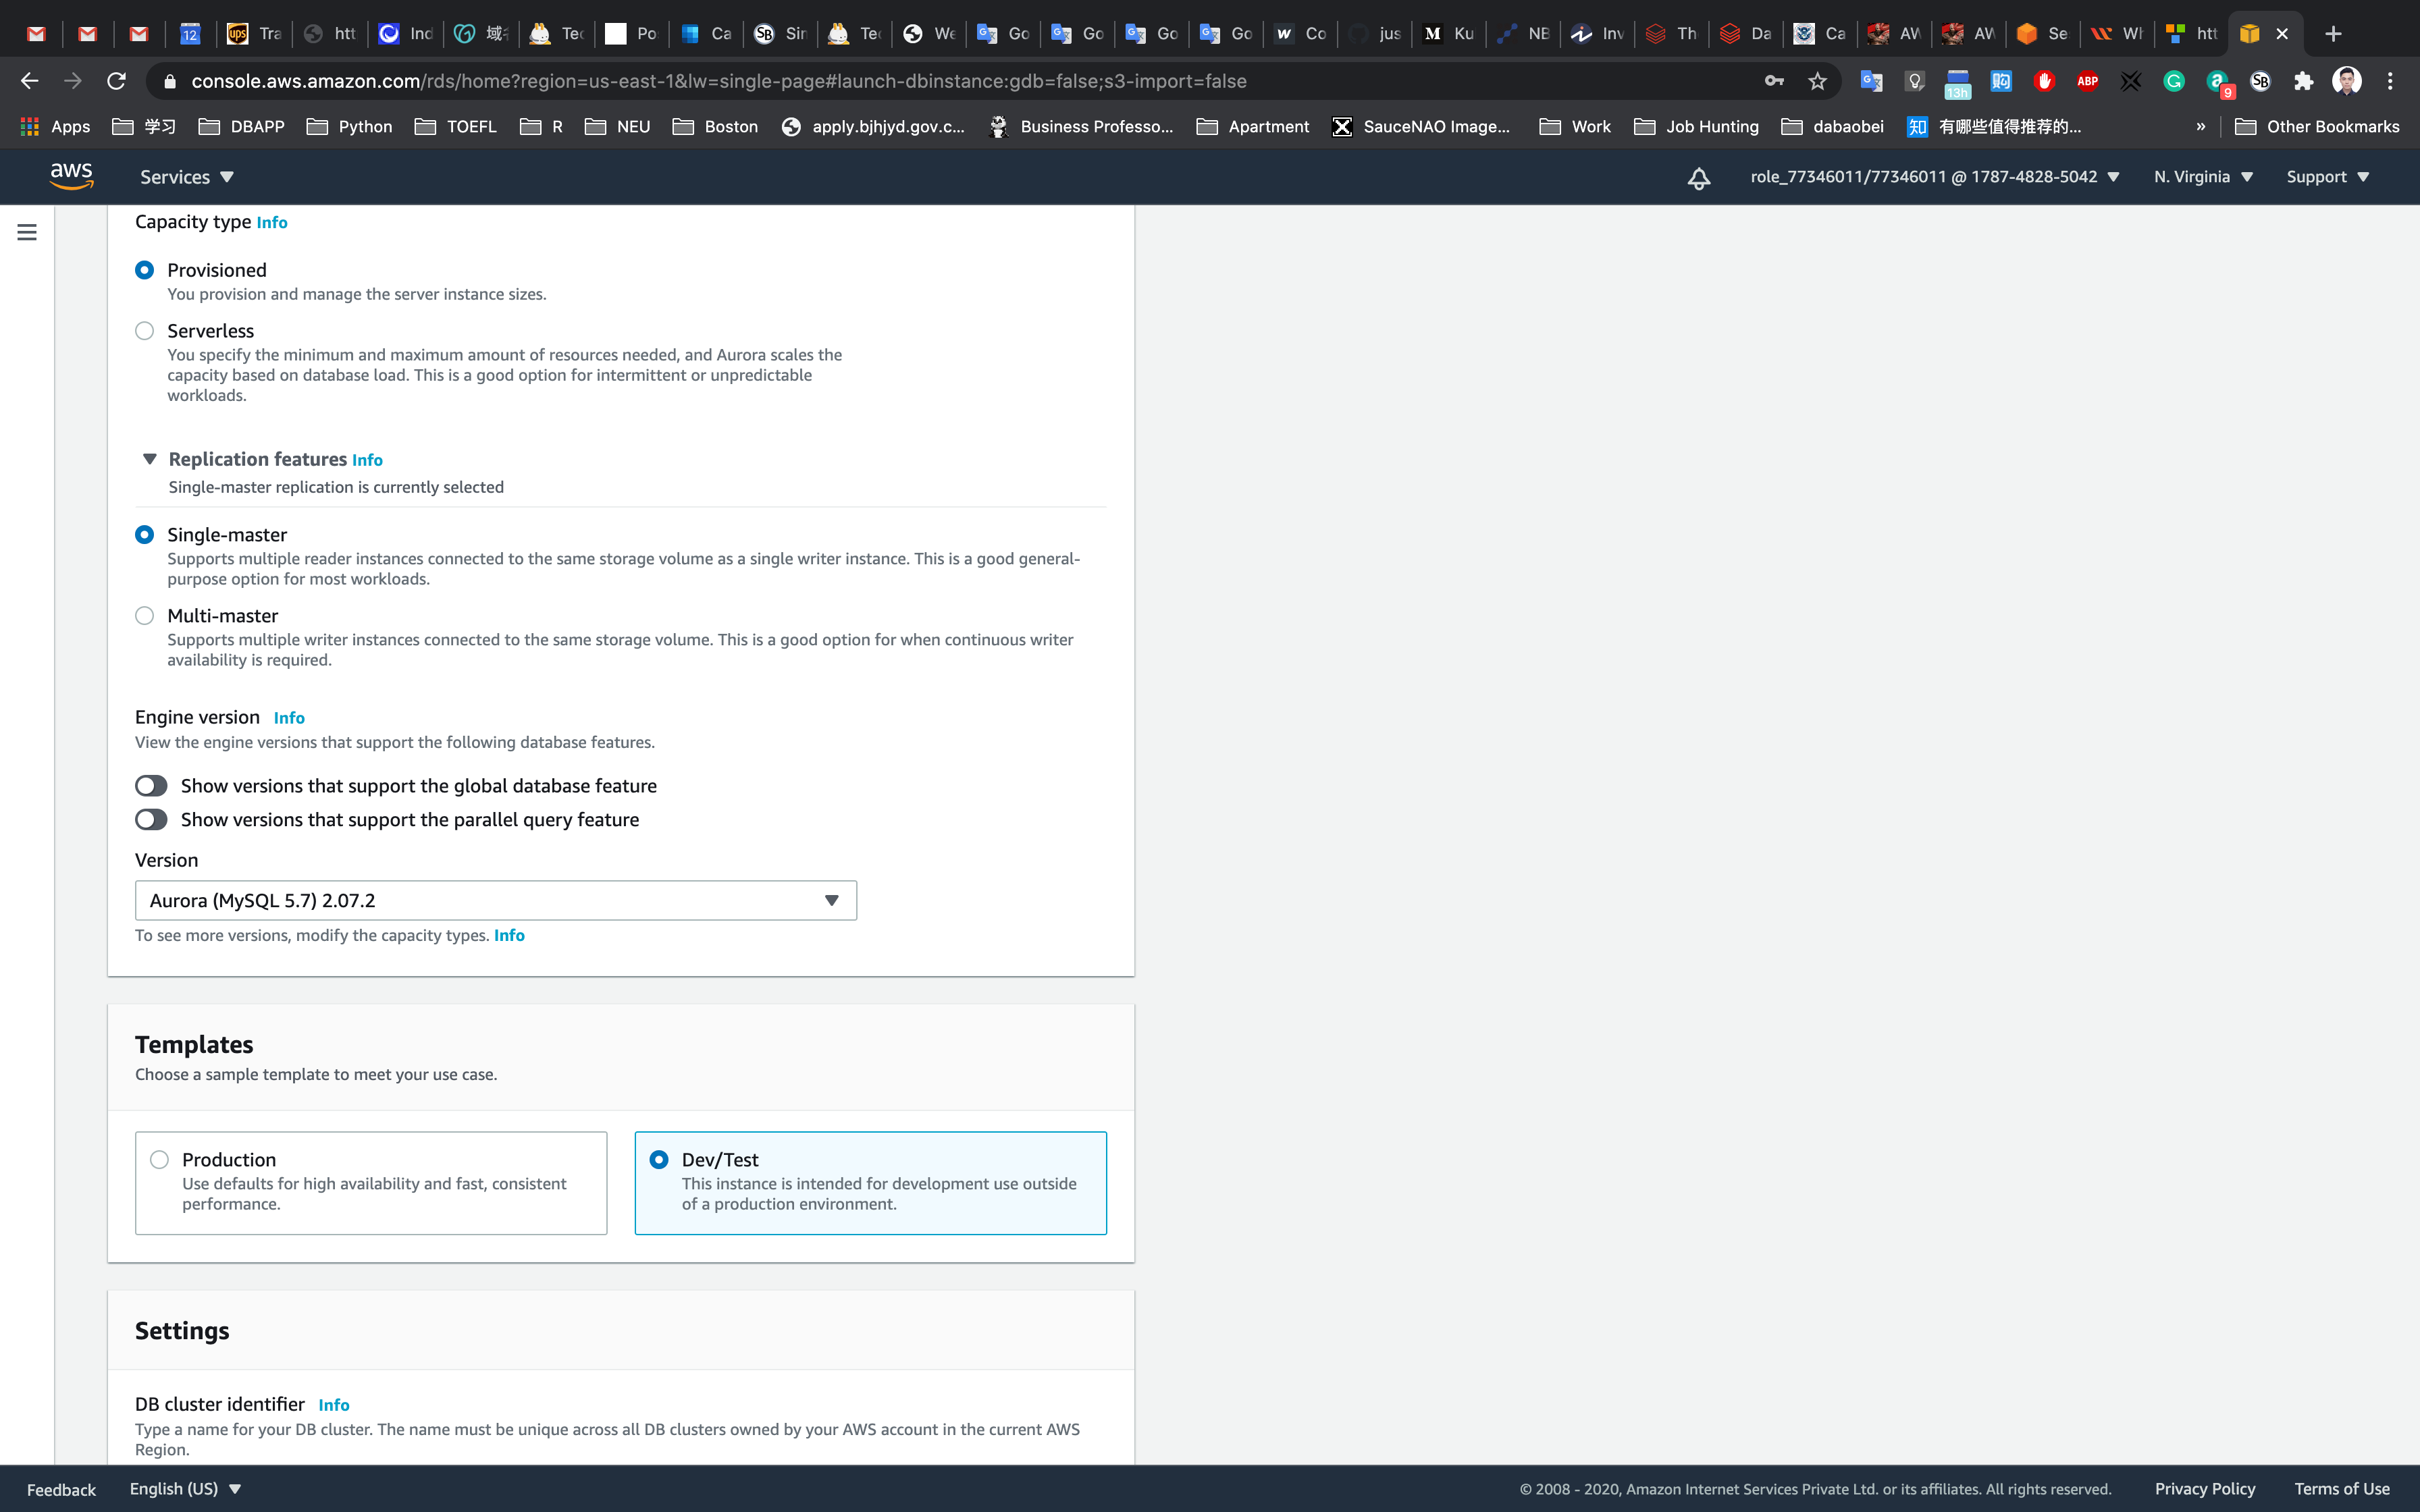 12
Tra
htt
Ind
域名
Tec
Po
Ca
Sin
Tec
We
Go
Go
Go
Go
Co
jus
Ku
NB
Inv
Th
Da
Ca
AW
AW
Se
Wh
htt
console.aws.amazon.com/rds/home?region=us-east-1&lw=single-page#launch-dbinstance:gdb=false;s3-import=false
13h
ABP
9
Apps
学习
DBAPP
Python
TOEFL
R
NEU
Boston
apply.bjhjyd.gov.c...
Business Professo...
Apartment
SauceNAO Image...
Work
Job Hunting
dabaobei
知 有哪些值得推荐的...
»
Other Bookmarks
aws
Services
role_77346011/77346011 @ 1787-4828-5042
N. Virginia
Support
Capacity type Info
Provisioned
You provision and manage the server instance sizes.
Serverless
You specify the minimum and maximum amount of resources needed, and Aurora scales the
capacity based on database load. This is a good option for intermittent or unpredictable
workloads.
Replication features Info
Single-master replication is currently selected
Single-master
Supports multiple reader instances connected to the same storage volume as a single writer instance. This is a good general-
purpose option for most workloads.
Multi-master
Supports multiple writer instances connected to the same storage volume. This is a good option for when continuous writer
availability is required.
Engine version Info
View the engine versions that support the following database features.
Show versions that support the global database feature
Show versions that support the parallel query feature
Version
Aurora (MySQL 5.7) 2.07.2
To see more versions, modify the capacity types. Info
Templates
Choose a sample template to meet your use case.
Production
Use defaults for high availability and fast, consistent
performance.
Dev/Test
This instance is intended for development use outside
of a production environment.
Settings
DB cluster identifier Info
Type a name for your DB cluster. The name must be unique across all DB clusters owned by your AWS account in the current AWS
Region.
Feedback
English (US)
© 2008 - 2020, Amazon Internet Services Private Ltd. or its affiliates. All rights reserved.
Privacy Policy
Terms of Use